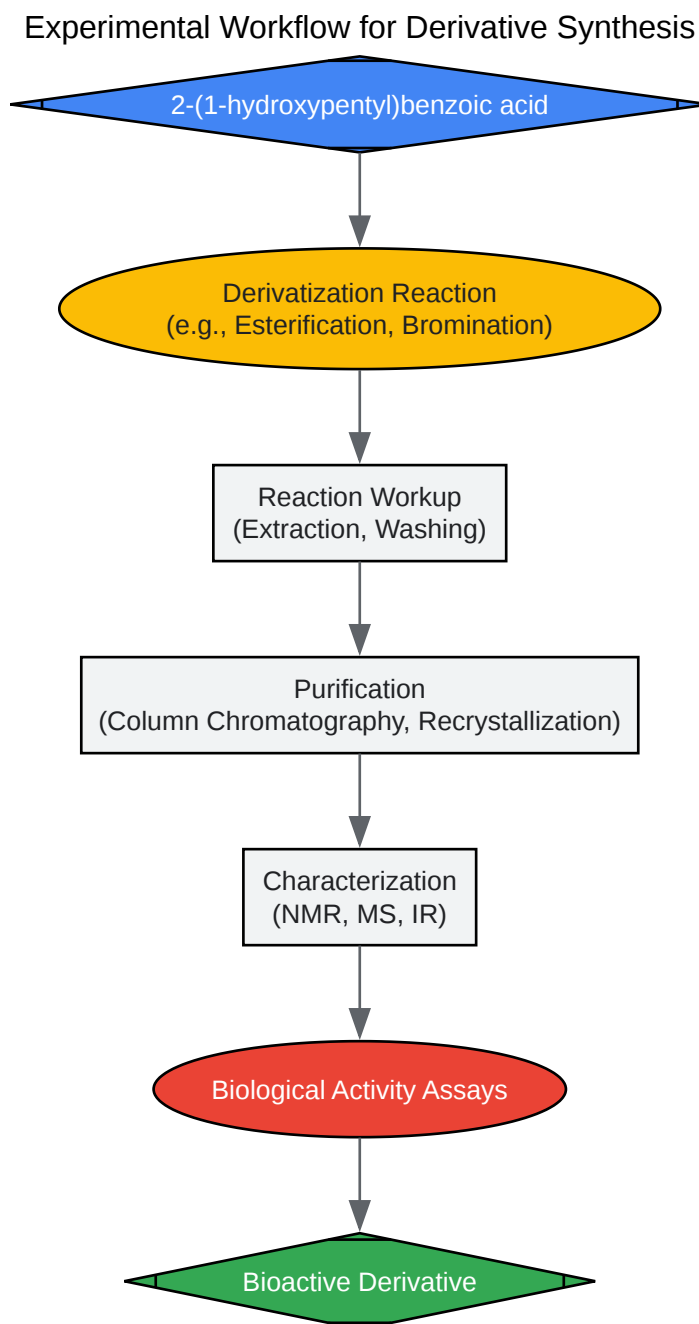 Experimental Workflow for Derivative Synthesis
2-(1-hydroxypentyl)benzoic acid
Derivatization Reaction
(e.g., Esterification, Bromination)
Reaction Workup
(Extraction, Washing)
Purification
(Column Chromatography, Recrystallization)
Characterization
(NMR, MS, IR)
Biological Activity Assays
Bioactive Derivative